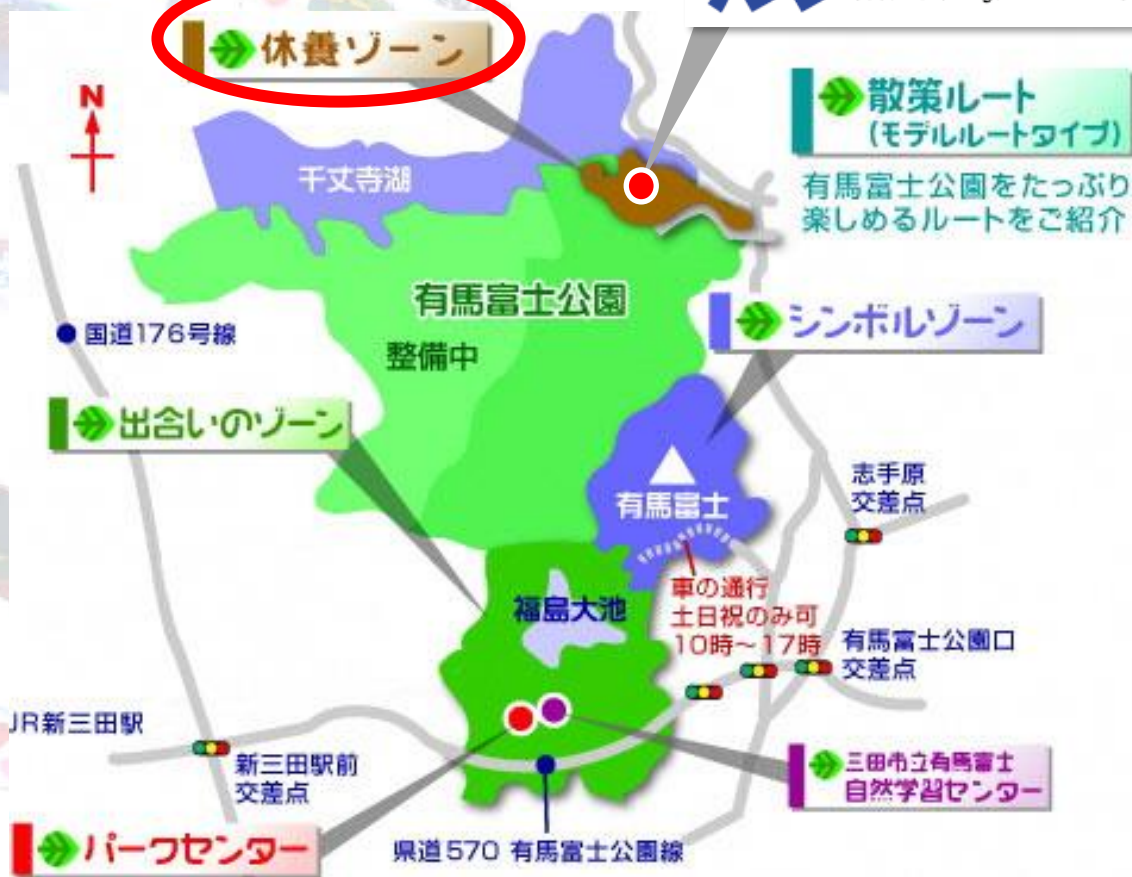 休養ゾーン
N
散策ルート
(モデルルートタイプ)
有馬富士公園をたっぷり
楽しめるルートをご紹介
千丈寺湖
有馬富士公園
整備中
シンボルゾーン
国道176号線
出合いのゾーン
志手原
交差点
有馬富士
車の通行
土日祝のみ可
10時～17時
福島大池
有馬富士公園口
交差点
JR新三田駅
新三田駅前
交差点
三田市立有馬富士
自然学習センター
パークセンター
県道570 有馬富士公園線